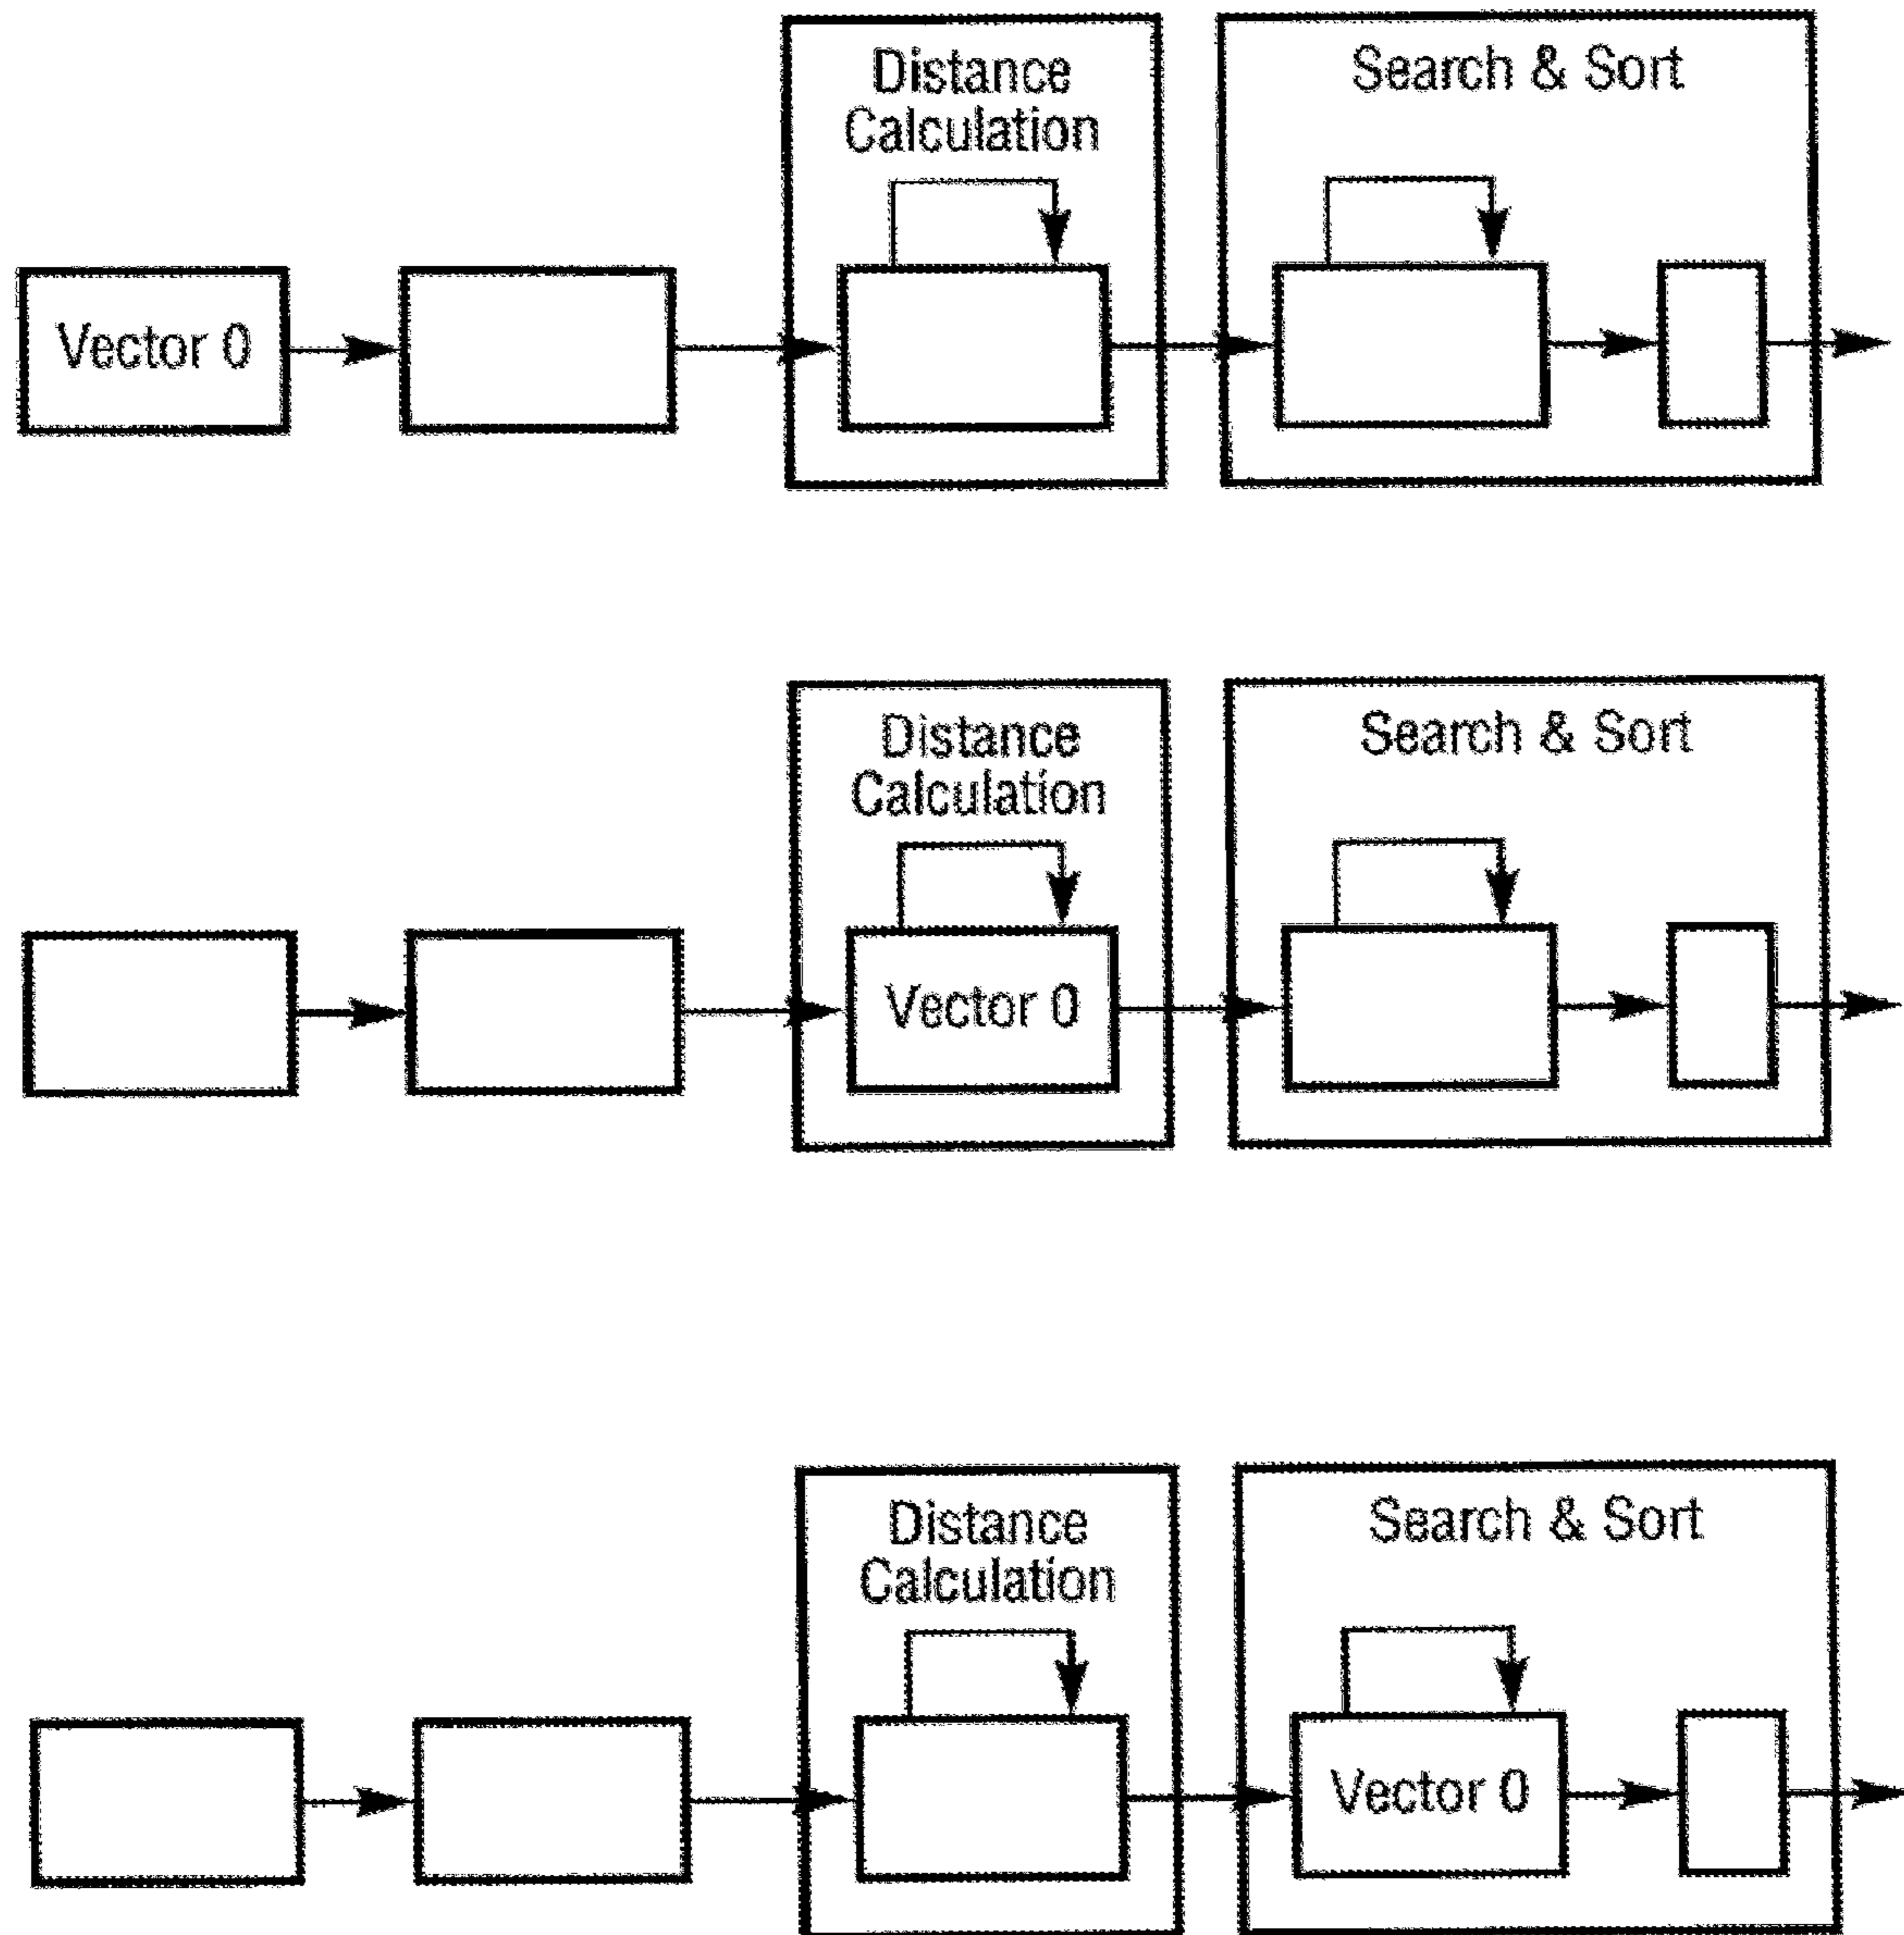 Distance
Calculation
Search & Sort
Vector 0
Distance
Calculation
Search & Sort
Vector 0
Distance
Calculation
Search & Sort
Vector 0